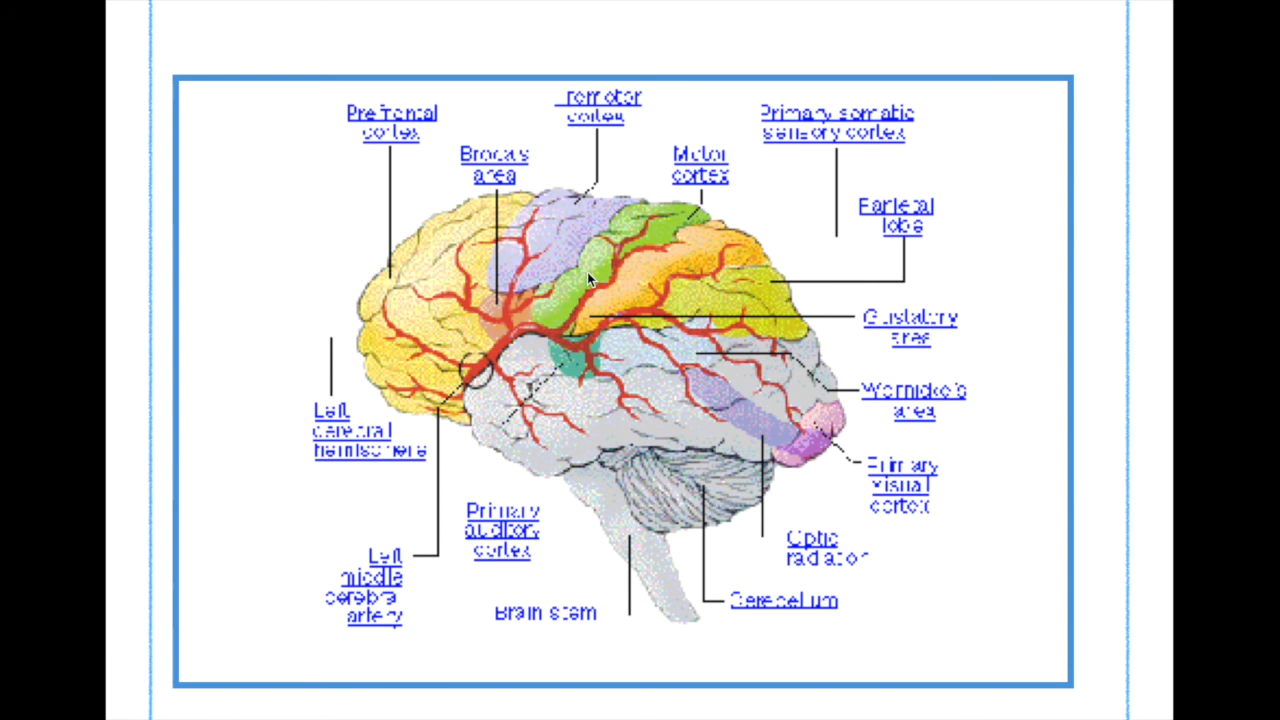 Prefrontal
cortex
remotor
cortex
Primary somatic
sensory cortex
Broca's
area
Motor
cortex
Parietal
lobe
Gustatory
area
Wernicke's
area
Left
cerebral
hemisphere
Primary
visual
cortex
Primary
auditory
cortex
Optic
radiation
Left
middle
cerebral
artery
Cerebellum
Brain stem